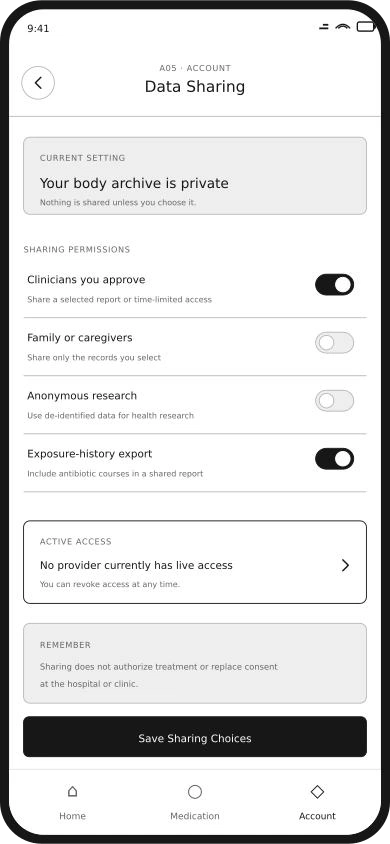 9:41
A05 · ACCOUNT
Data Sharing
CURRENT SETTING
Your body archive is private
Nothing is shared unless you choose it.
SHARING PERMISSIONS
Clinicians you approve
Share a selected report or time-limited access
Family or caregivers
Share only the records you select
Anonymous research
Use de-identified data for health research
Exposure-history export
Include antibiotic courses in a shared report
ACTIVE ACCESS
No provider currently has live access
You can revoke access at any time.
REMEMBER
Sharing does not authorize treatment or replace consent
at the hospital or clinic.
Save Sharing Choices
Home
Medication
Account